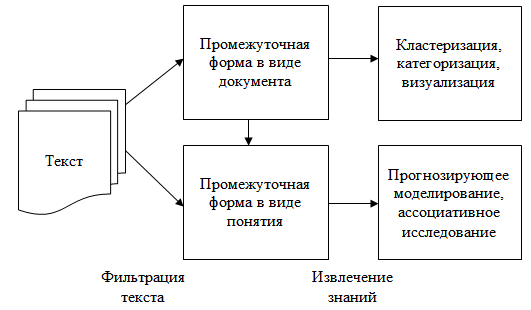 Текст
Промежуточная
форма в виде
документа
Кластеризация,
категоризация,
визуализация
Промежуточная
форма в виде
понятия
Прогнозирующее
моделирование,
ассоциативное
исследование
Фильтрация
текста
Извлечение
знаний